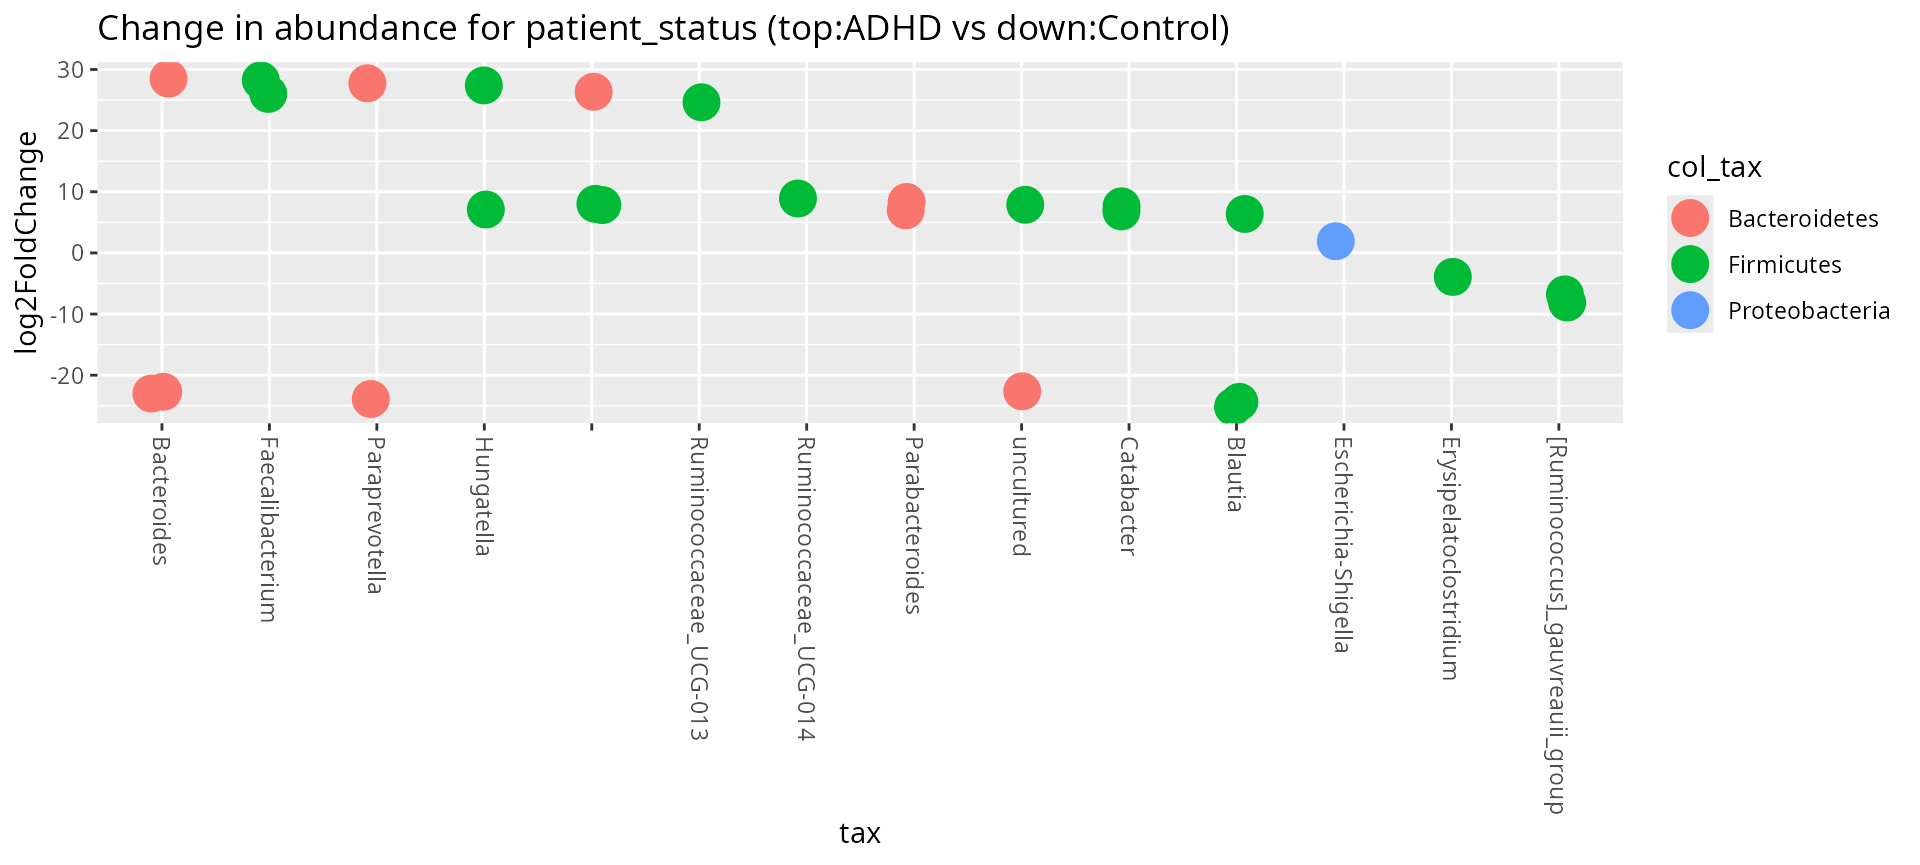 Change in abundance for patient_status (top:ADHD vs down:Control)
log2FoldChange
30
20
10
0
-10
-20
Bacteroides
Faecalibacterium
Paraprevotella
Hungatella
Ruminococcaceae_UCG-013
Ruminococcaceae_UCG-014
Parabacteroides
uncultured
Catabacter
Blautia
Escherichia-Shigella
Erysipelatoclostridium
[Ruminococcus]_gauvreauii_group
tax
col_tax
Bacteroidetes
Firmicutes
Proteobacteria